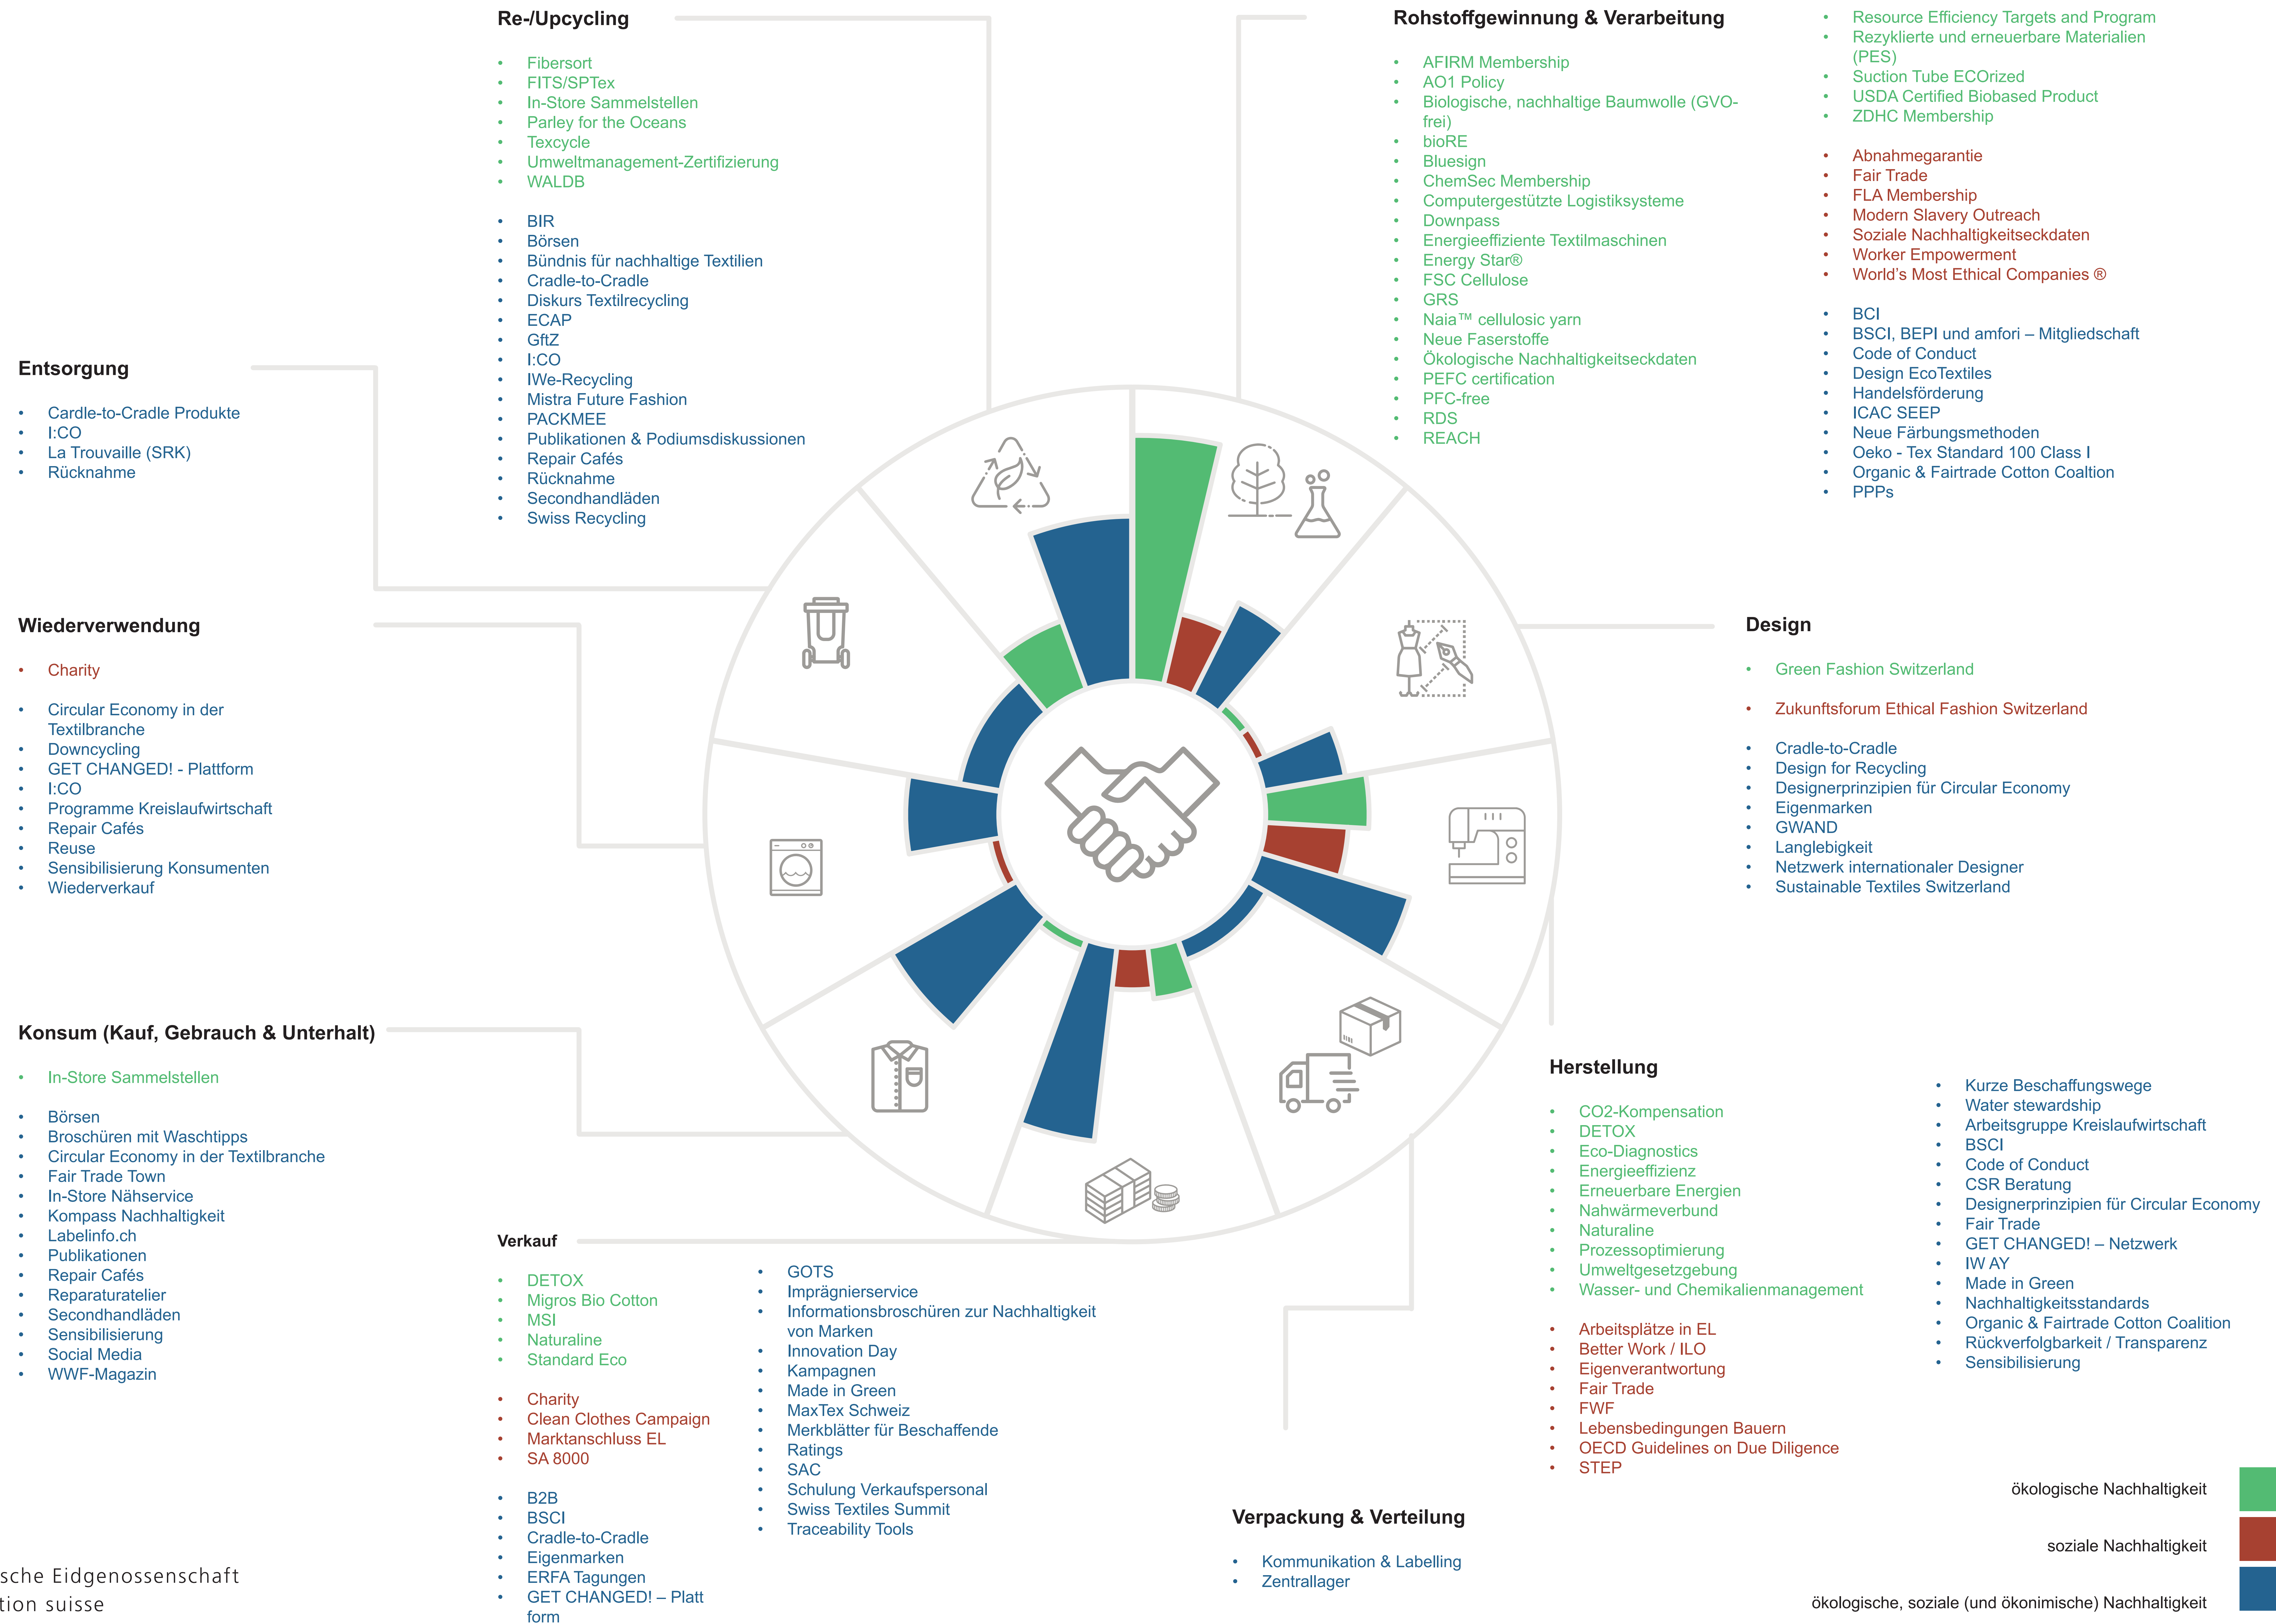 Re-/Upcycling
• Fibersort
• FITS/SPTex
• In-Store Sammelstellen
• Parley for the Oceans
• Texcycle
• Umweltmanagement-Zertifizierung
• WALDB
• BIR
• Börsen
• Bündnis für nachhaltige Textilien
• Cradle-to-Cradle
• Diskurs Textilrecycling
• ECAP
• GftZ
• I:CO
• IWe-Recycling
• Mistra Future Fashion
• PACKMEE
• Publikationen & Podiumsdiskussionen
• Repair Cafés
• Rücknahme
• Secondhandläden
• Swiss Recycling
Rohstoffgewinnung & Verarbeitung
• AFIRM Membership
• AO1 Policy
• Biologische, nachhaltige Baumwolle (GVO-
frei)
• bioRE
• Bluesign
• ChemSec Membership
• Computergestützte Logistiksysteme
• Downpass
• Energieeffiziente Textilmaschinen
• Energy Star®
• FSC Cellulose
• GRS
• Naia™ cellulosic yarn
• Neue Faserstoffe
• Ökologische Nachhaltigkeitseckdaten
• PEFC certification
• PFC-free
• RDS
• REACH
• Resource Efficiency Targets and Program
• Rezyklierte und erneuerbare Materialien
(PES)
• Suction Tube ECOrized
• USDA Certified Biobased Product
• ZDHC Membership
• Abnahmegarantie
• Fair Trade
• FLA Membership
• Modern Slavery Outreach
• Soziale Nachhaltigkeitseckdaten
• Worker Empowerment
• World's Most Ethical Companies ®
• BCI
• BSCI, BEPI und amfori – Mitgliedschaft
• Code of Conduct
• Design EcoTextiles
• Handelsförderung
• ICAC SEEP
• Neue Färbungsmethoden
• Oeko - Tex Standard 100 Class I
• Organic & Fairtrade Cotton Coaltion
• PPPs
Entsorgung
• Cardle-to-Cradle Produkte
• I:CO
• La Trouvaille (SRK)
• Rücknahme
Wiederverwendung
• Charity
• Circular Economy in der
Textilbranche
• Downcycling
• GET CHANGED! - Plattform
• I:CO
• Programme Kreislaufwirtschaft
• Repair Cafés
• Reuse
• Sensibilisierung Konsumenten
• Wiederverkauf
Design
• Green Fashion Switzerland
• Zukunftsforum Ethical Fashion Switzerland
• Cradle-to-Cradle
• Design for Recycling
• Designerprinzipien für Circular Economy
• Eigenmarken
• GWAND
• Langlebigkeit
• Netzwerk internationaler Designer
• Sustainable Textiles Switzerland
Konsum (Kauf, Gebrauch & Unterhalt)
• In-Store Sammelstellen
• Börsen
• Broschüren mit Waschtipps
• Circular Economy in der Textilbranche
• Fair Trade Town
• In-Store Nähservice
• Kompass Nachhaltigkeit
• Labelinfo.ch
• Publikationen
• Repair Cafés
• Reparaturatelier
• Secondhandläden
• Sensibilisierung
• Social Media
• WWF-Magazin
Verkauf
• DETOX
• Migros Bio Cotton
• MSI
• Naturaline
• Standard Eco
• Charity
• Clean Clothes Campaign
• Marktanschluss EL
• SA 8000
• B2B
• BSCI
• Cradle-to-Cradle
• Eigenmarken
• ERFA Tagungen
• GET CHANGED! – Platt
form
• GOTS
• Imprägnierservice
• Informationsbroschüren zur Nachhaltigkeit
von Marken
• Innovation Day
• Kampagnen
• Made in Green
• MaxTex Schweiz
• Merkblätter für Beschaffende
• Ratings
• SAC
• Schulung Verkaufspersonal
• Swiss Textiles Summit
• Traceability Tools
Herstellung
• CO2-Kompensation
• DETOX
• Eco-Diagnostics
• Energieeffizienz
• Erneuerbare Energien
• Nahwärmeverbund
• Naturaline
• Prozessoptimierung
• Umweltgesetzgebung
• Wasser- und Chemikalienmanagement
• Arbeitsplätze in EL
• Better Work / ILO
• Eigenverantwortung
• Fair Trade
• FWF
• Lebensbedingungen Bauern
• OECD Guidelines on Due Diligence
• STEP
• Kurze Beschaffungswege
• Water stewardship
• Arbeitsgruppe Kreislaufwirtschaft
• BSCI
• Code of Conduct
• CSR Beratung
• Designerprinzipien für Circular Economy
• Fair Trade
• GET CHANGED! – Netzwerk
• IW AY
• Made in Green
• Nachhaltigkeitsstandards
• Organic & Fairtrade Cotton Coalition
• Rückverfolgbarkeit / Transparenz
• Sensibilisierung
Verpackung & Verteilung
• Kommunikation & Labelling
• Zentrallager
ökologische Nachhaltigkeit
soziale Nachhaltigkeit
ökologische, soziale (und ökonimische) Nachhaltigkeit
sche Eidgenossenschaft
tion suisse